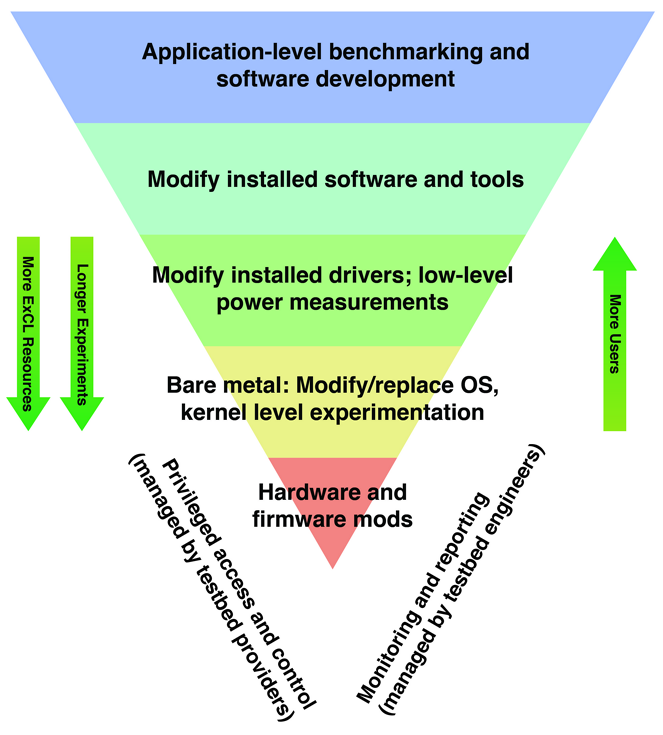 Application-level benchmarking and
software development
Modify installed software and tools
Modify installed drivers; low-level
power measurements
Bare metal: Modify/replace OS,
kernel level experimentation
Hardware and
firmware mods
More ExCL Resources
Longer Experiments
More Users
Privileged access and control
(managed by testbed providers)
Monitoring and reporting
(managed by testbed engineers)